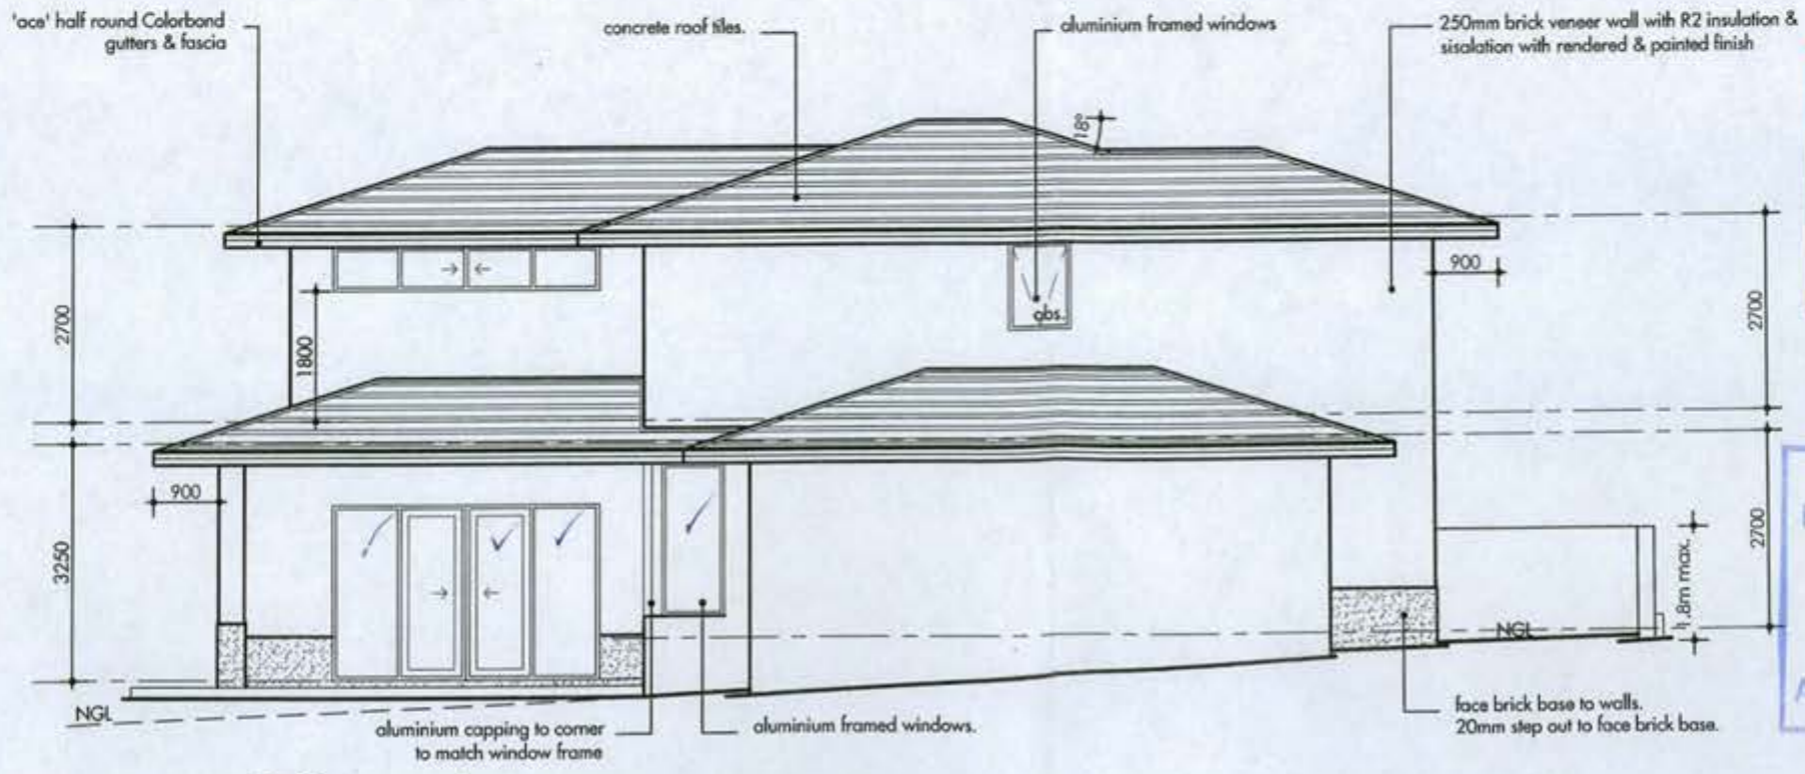 'ace' half round Colorbond
gutters & fascia
concrete roof tiles.
aluminium framed windows
250mm brick veneer wall with R2 insulation &
sisalation with rendered & painted finish
18°
900
2700
1800
obs.
2700
900
3250
2700
1.8m max.
NGL
NGL
aluminium capping to corner
to match window frame
aluminium framed windows.
face brick base to walls.
20mm step out to face brick base.